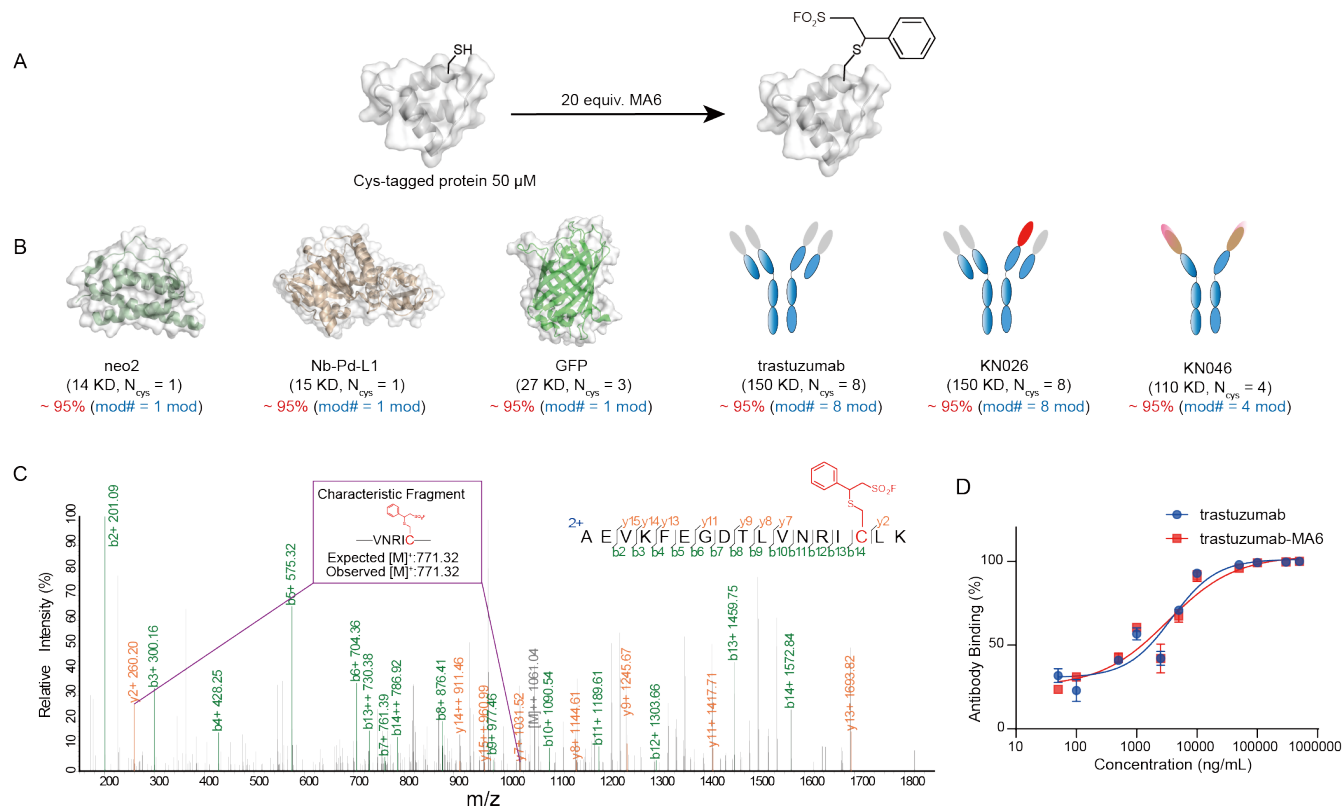 A
SH
20 equiv. MA6
FO2S
S
Cys-tagged protein 50 µM
B
neo2
(14 KD, Ncys = 1)
~ 95% (mod# = 1 mod)
Nb-Pd-L1
(15 KD, Ncys = 1)
~ 95% (mod# = 1 mod)
GFP
(27 KD, Ncys = 3)
~ 95% (mod# = 1 mod)
trastuzumab
(150 KD, Ncys = 8)
~ 95% (mod# = 8 mod)
KN026
(150 KD, Ncys = 8)
~ 95% (mod# = 8 mod)
KN046
(110 KD, Ncys = 4)
~ 95% (mod# = 4 mod)
C
Relative Intensity (%)
100
90
80
70
60
50
40
30
20
10
0
b2+ 201.09
y2+ 260.20
b3+ 300.16
b4+ 428.25
b5+ 575.32
b6+ 704.36
b13++ 730.38
b7+ 761.39
b14++ 786.92
b8+ 876.41
y14++ 911.46
y15++ 960.99
b9+ 977.46
y7+ 1031.52
[M]++ 1061.04
b10+ 1090.54
y8+ 1144.61
b11+ 1189.61
y9+ 1245.67
b12+ 1303.66
y11+ 1417.71
b13+ 1459.75
b14+ 1572.84
y13+ 1693.82
Characteristic Fragment
SO2F
S
VNRIC
Expected [M]+:771.32
Observed [M]+:771.32
SO2F
S
y15 y14 y13 y11 y9 y8 y7 y2
2+ A E V K F E G D T L V N R I C L K
b2 b3 b4 b5 b6 b7 b8 b9 b10 b11 b12 b13 b14
200 300 400 500 600 700 800 900 1000 1100 1200 1300 1400 1500 1600 1700 1800
m/z
D
trastuzumab
trastuzumab-MA6
Antibody Binding (%)
100
50
0
10 100 1000 10000 100000 1000000
Concentration (ng/mL)